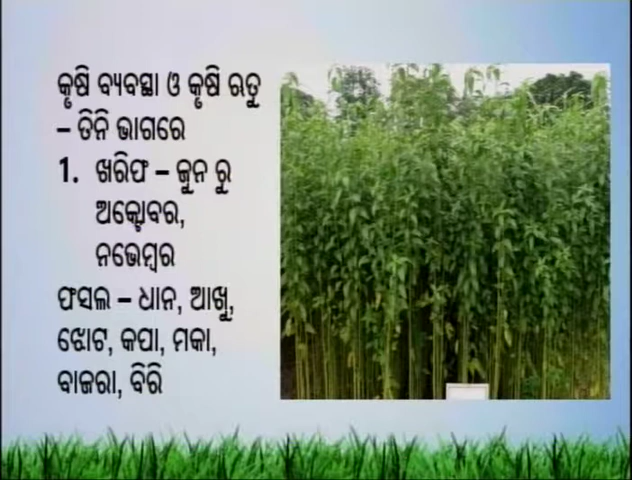 କୃଷି ବ୍ୟବସ୍ଥା ଓ କୃଷି ଋତୁ
– ତିନି ଭାଗରେ
1. ଖରିଫ – ଜୁନ ରୁ
ଅକ୍ଟୋବର,
ନଭେମ୍ବର
ଫସଲ – ଧାନ, ଆଖୁ,
ଝୋଟ, କପା, ମକା,
ବାଜରା, ବିରି